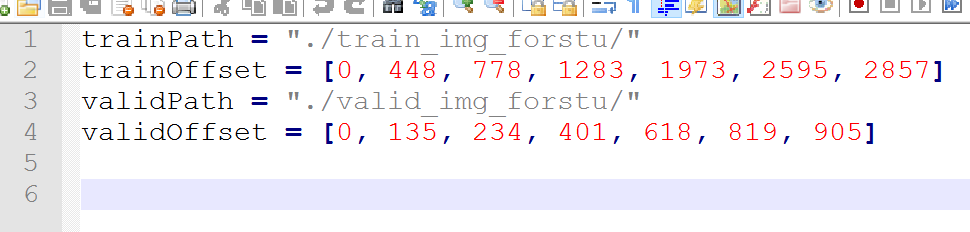 1 trainPath = "./train_img_forstu/"
2 trainOffset = [0, 448, 778, 1283, 1973, 2595, 2857]
3 validPath = "./valid_img_forstu/"
4 validOffset = [0, 135, 234, 401, 618, 819, 905]
5
6